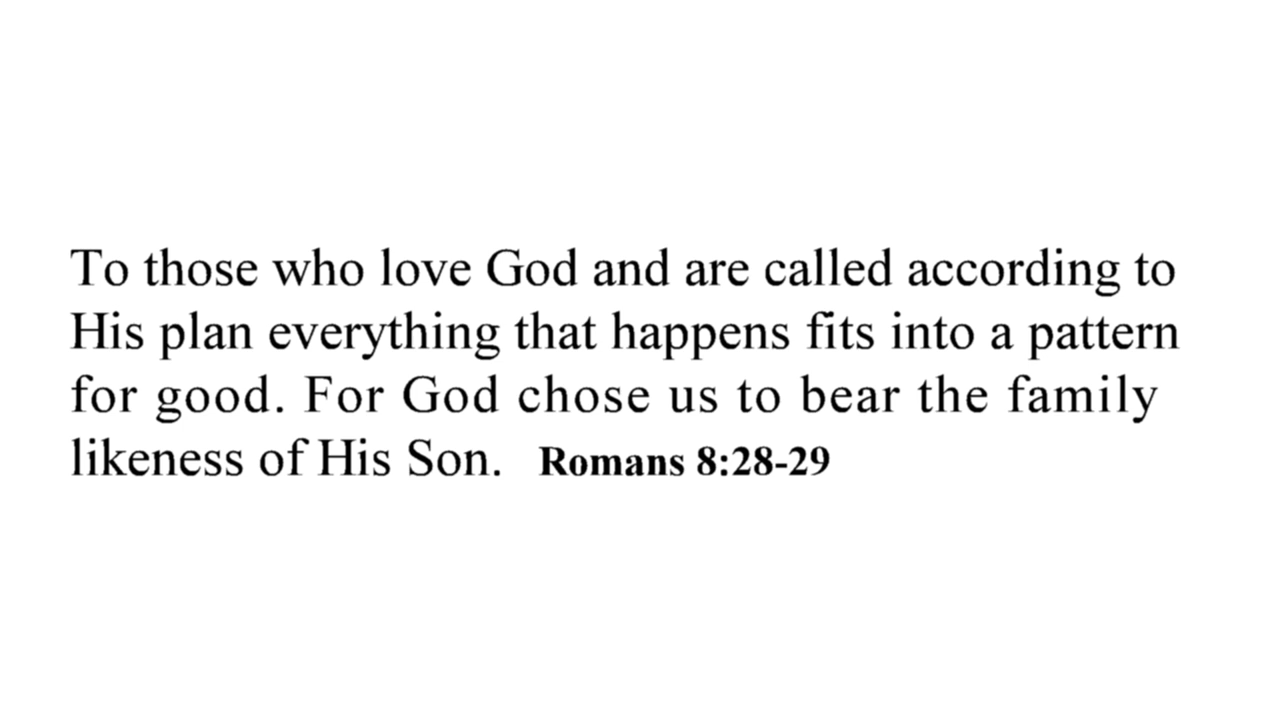 To those who love God and are called according to
His plan everything that happens fits into a pattern
for good. For God chose us to bear the family
likeness of His Son. Romans 8:28-29